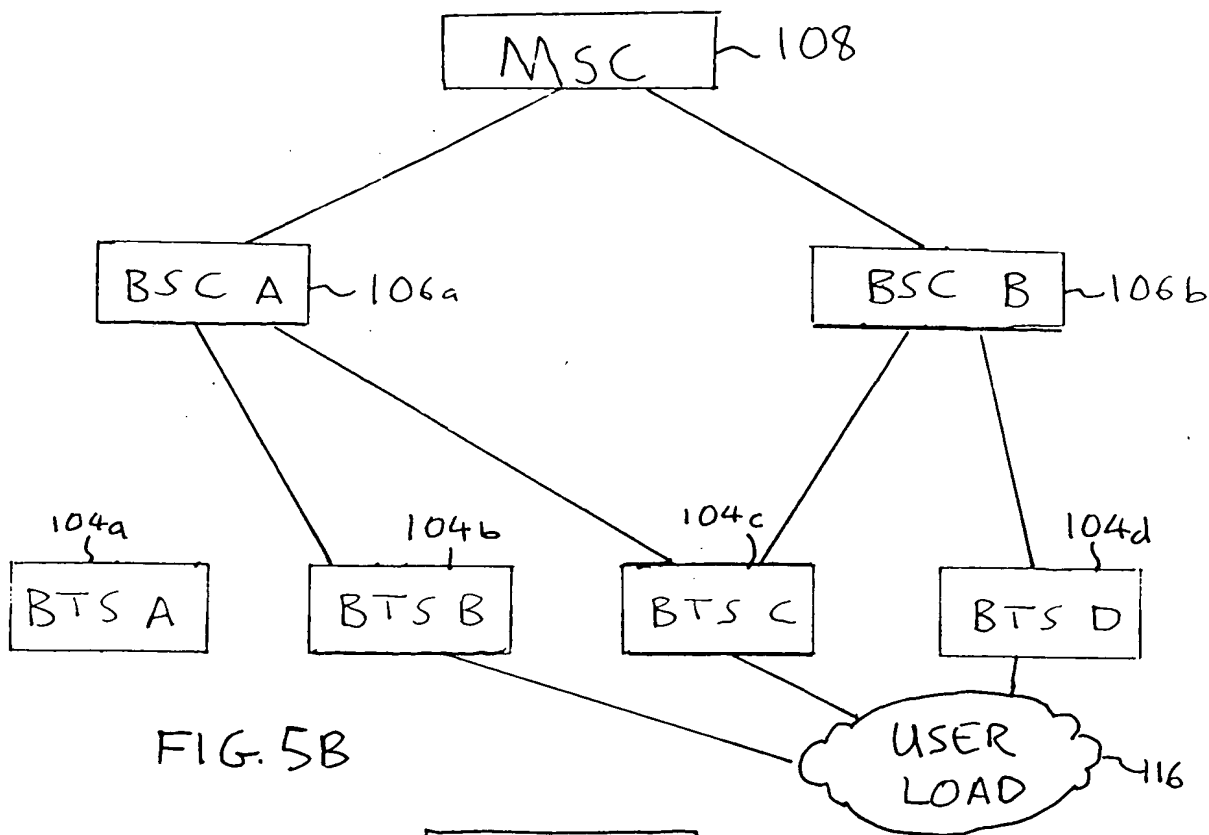 MSC
108
BSC A
106a
BSC B
106b
104a
104b
104c
104d
BTS A
BTS B
BTS C
BTS D
FIG. 5B
USER
LOAD
116